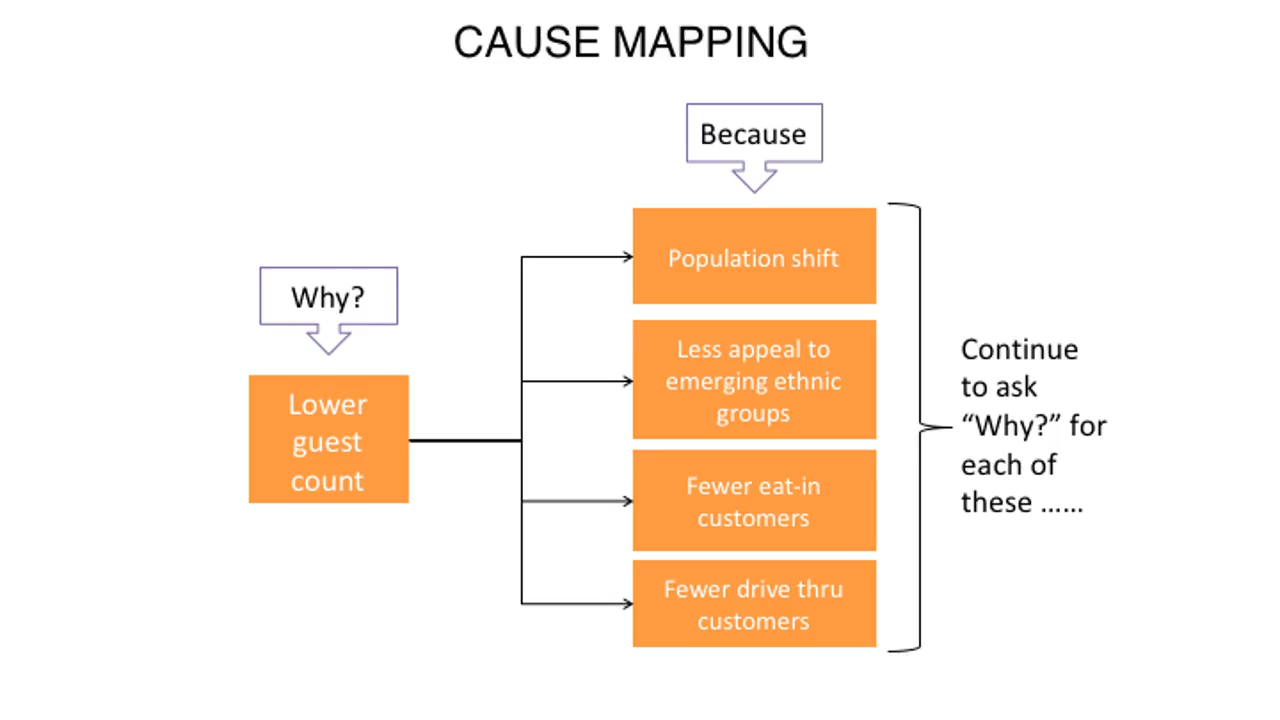 CAUSE MAPPING
Because
Why?
Lower
guest
count
Population shift
Less appeal to
emerging ethnic
groups
Fewer eat-in
customers
Fewer drive thru
customers
Continue
to ask
“Why?” for
each of
these ......